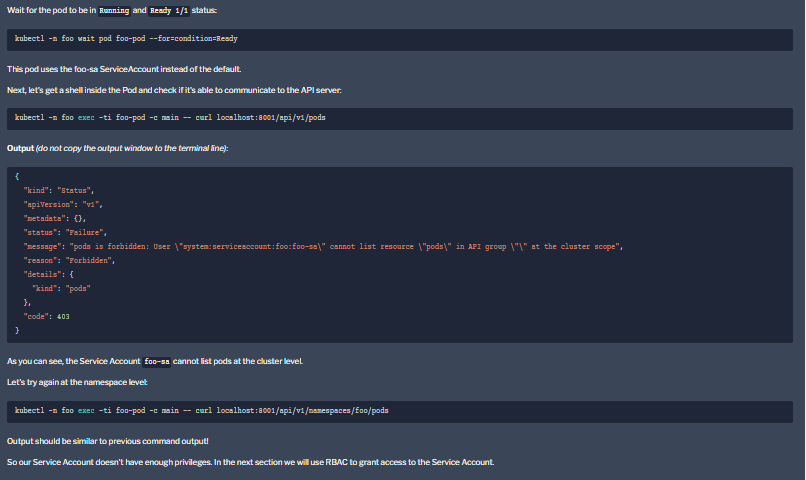 Wait for the pod to be in Running and Ready 1/1 status:
kubectl -n foo wait pod foo-pod --for=condition=Ready
This pod uses the foo-sa ServiceAccount instead of the default.
Next, let's get a shell inside the Pod and check if it's able to communicate to the API server:
kubectl -n foo exec -ti foo-pod -c main -- curl localhost:8001/api/v1/pods
Output (do not copy the output window to the terminal line):
{
"kind": "Status",
"apiVersion": "v1",
"metadata": {},
"status": "Failure",
"message": "pods is forbidden: User \"system:serviceaccount:foo:foo-sa\" cannot list resource \"pods\" in API group \"\" at the cluster scope",
"reason": "Forbidden",
"details": {
"kind": "pods"
},
"code": 403
}
As you can see, the Service Account foo-sa cannot list pods at the cluster level.
Let's try again at the namespace level:
kubectl -n foo exec -ti foo-pod -c main -- curl localhost:8001/api/v1/namespaces/foo/pods
Output should be similar to previous command output!
So our Service Account doesn't have enough privileges. In the next section we will use RBAC to grant access to the Service Account.